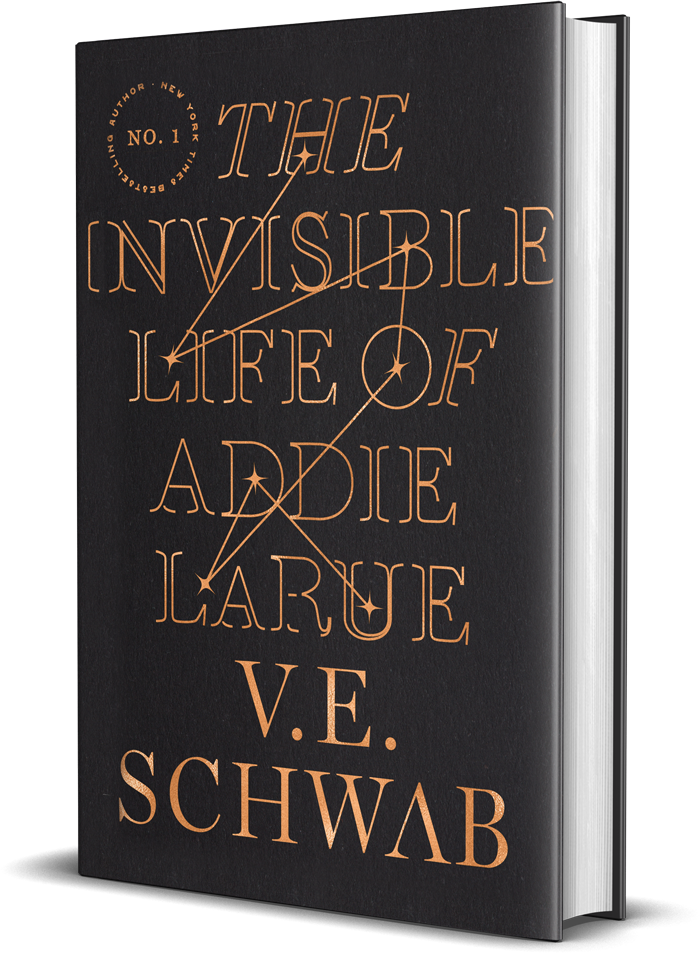 AUTHOR · NEW YORK TIMES BESTSELLING
NO. 1
THE
INVISIBLE
LIFE OF
ADDIE
LARUE
V.E.
SCHWAB